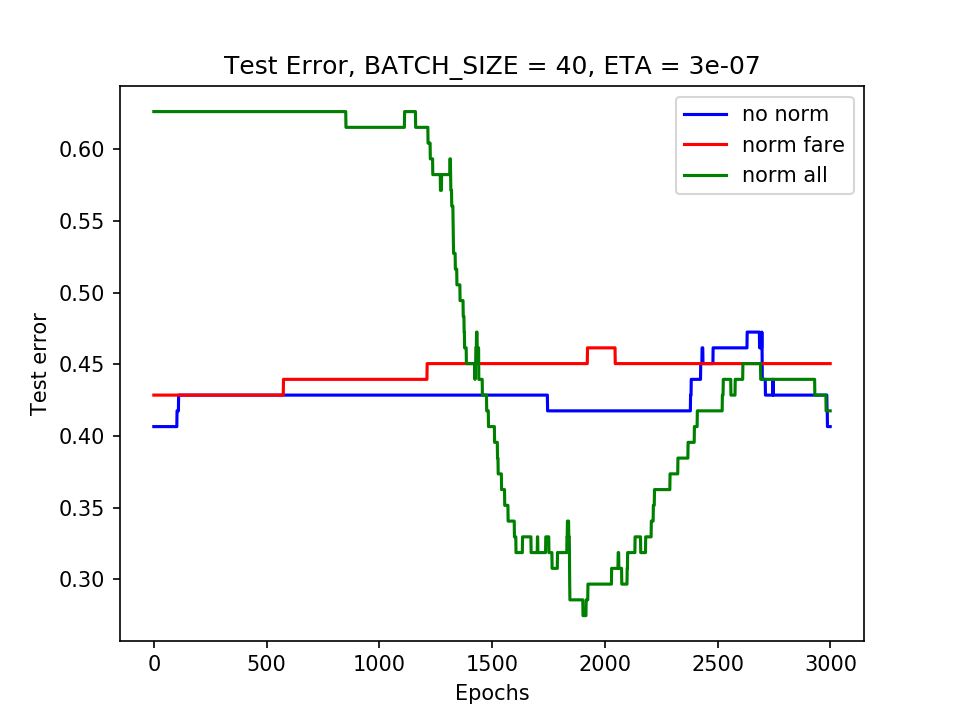 Test Error, BATCH_SIZE = 40, ETA = 3e-07
no norm
norm fare
norm all
Test error
0.60
0.55
0.50
0.45
0.40
0.35
0.30
0 500 1000 1500 2000 2500 3000
Epochs